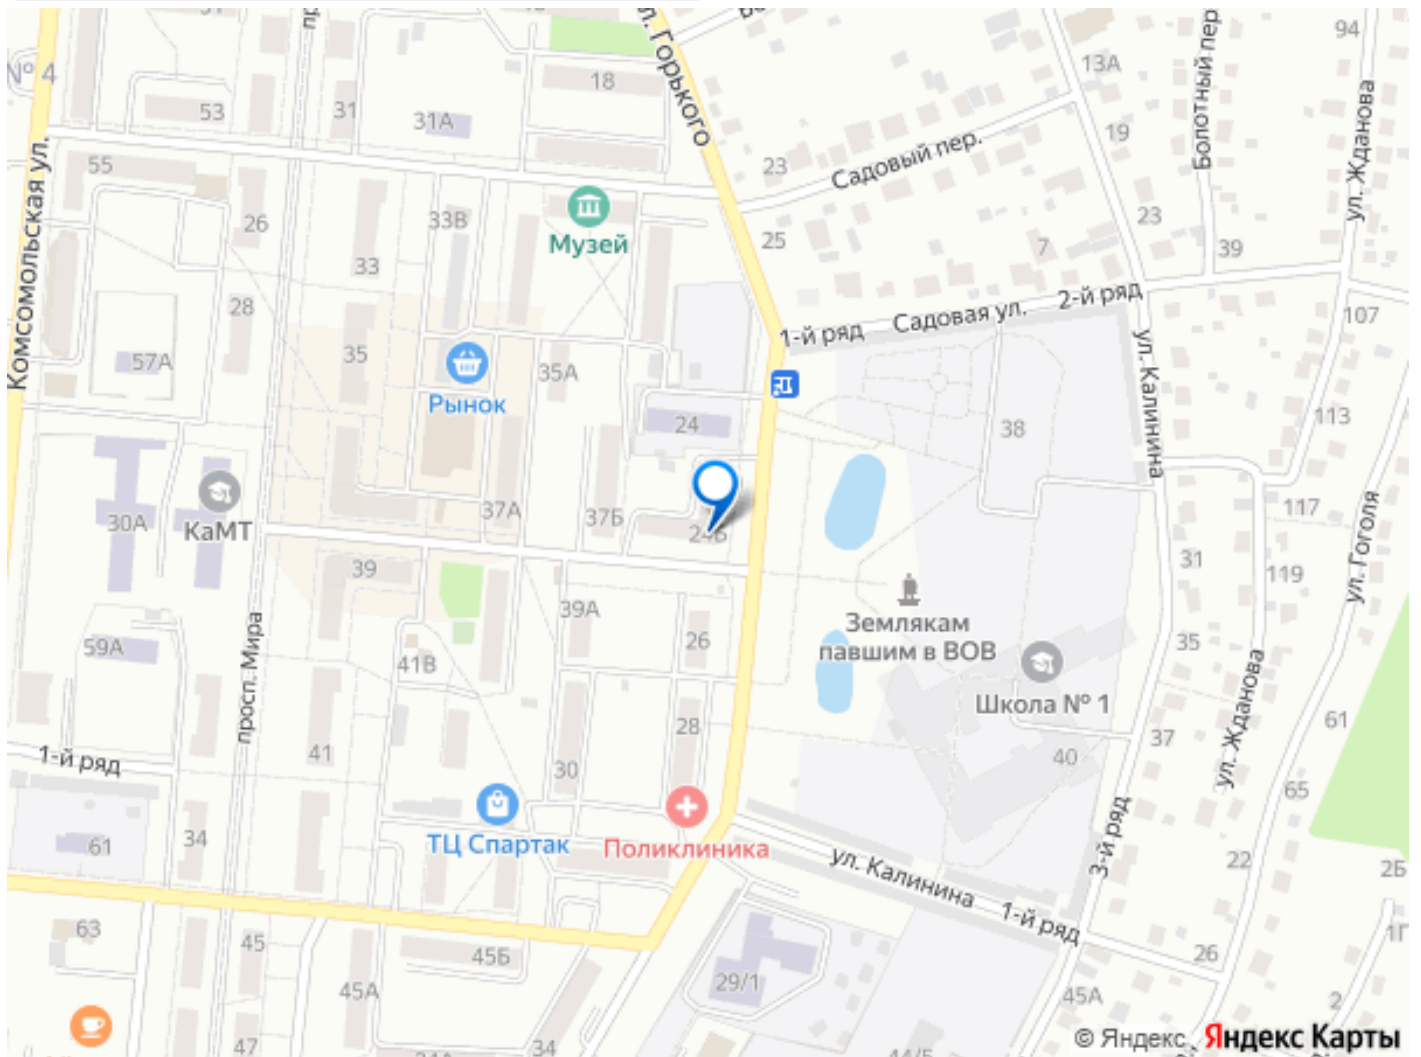 ул. Горького
Болотный пер.
94
№ 4
13А
53
31
31А
18
ул. Жданова
19
55
23
Садовый пер.
Комсомольская ул.
26
33В
Музей
25
7
23
39
33
28
1-й ряд
Садовая ул.
2-й ряд
107
57А
35
35А
Рынок
ул. Калинина
24
38
113
30А
КаМТ
37А
37Б
24Б
117
39
39А
31
119
ул. Гоголя
59А
просп. Мира
41В
26
Землякам
павшим в ВОВ
35
Школа № 1
28
37
ул. Жданова
61
1-й ряд
41
30
40
65
61
34
ТЦ Спартак
Поликлиника
ул. Калинина
1-й ряд
3-й ряд
22
2Б
63
45
45Б
26
1Г
45А
29/1
45А
2
47
34
© Яндекс
Яндекс Карты